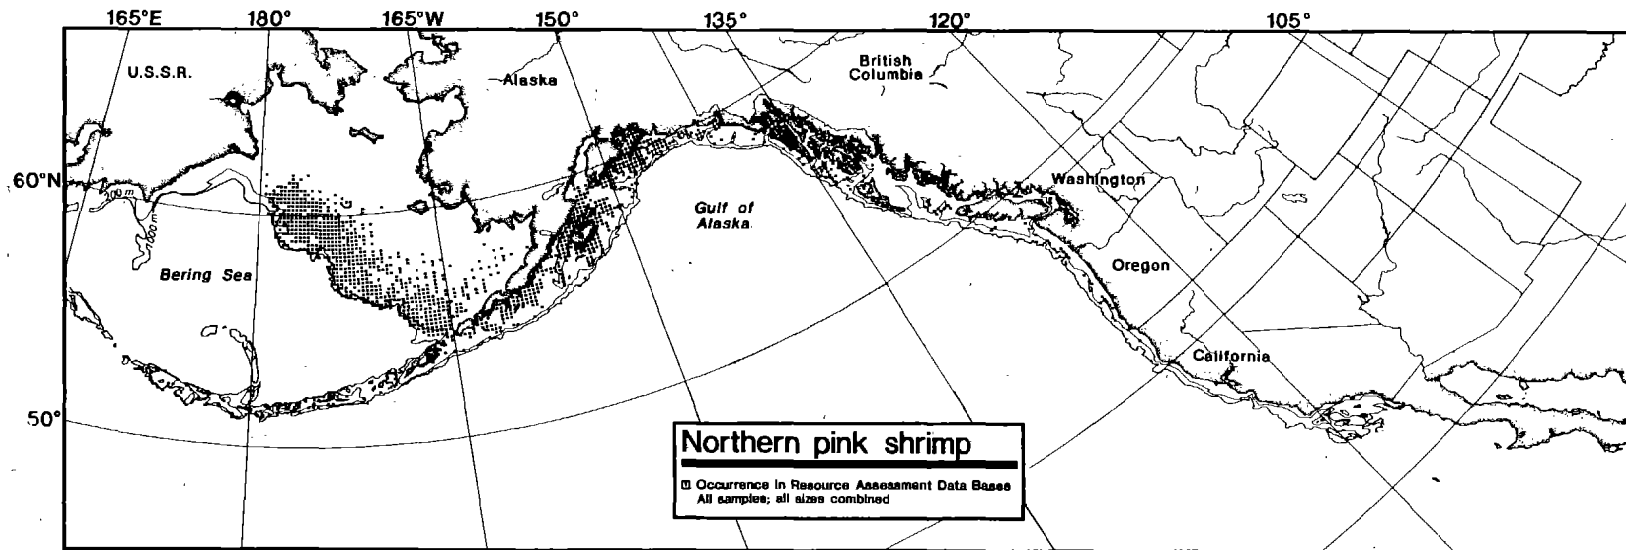 165°E 180° 165°W 150° 135° 120° 105°
U.S.S.R.
Alaska
British
Columbia
60°N
Washington
Gulf of
Alaska
Oregon
Bering Sea
California
50°
Northern pink shrimp
Occurrence in Resource Assessment Data Bases
All samples; all sizes combined